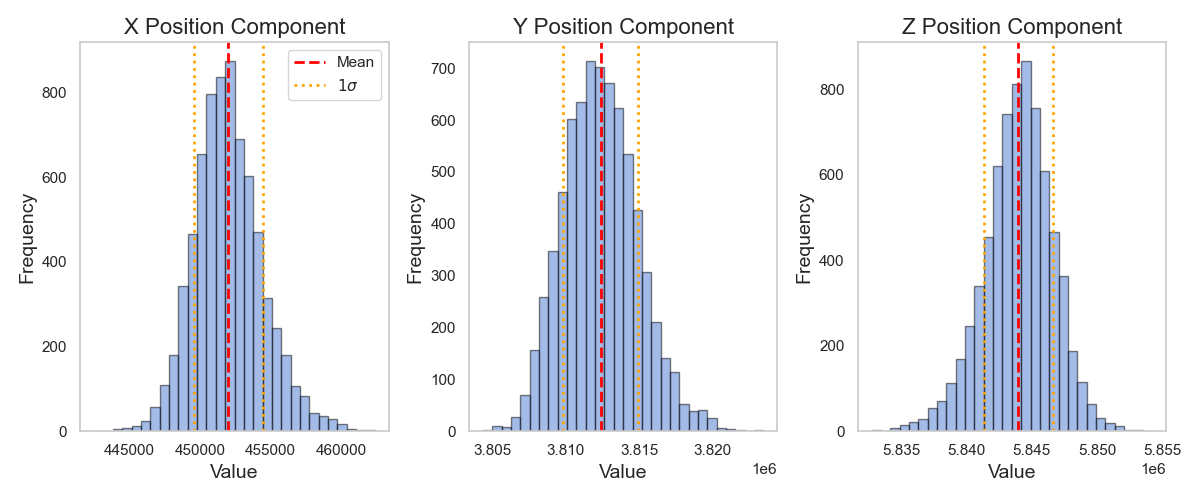 X Position Component
Y Position Component
Z Position Component
Mean
1σ
Frequency
800
600
400
200
0
445000 450000 455000 460000
Value
Frequency
700
600
500
400
300
200
100
0
3.805 3.810 3.815 3.820
1e6
Value
Frequency
800
600
400
200
0
5.835 5.840 5.845 5.850 5.855
1e6
Value